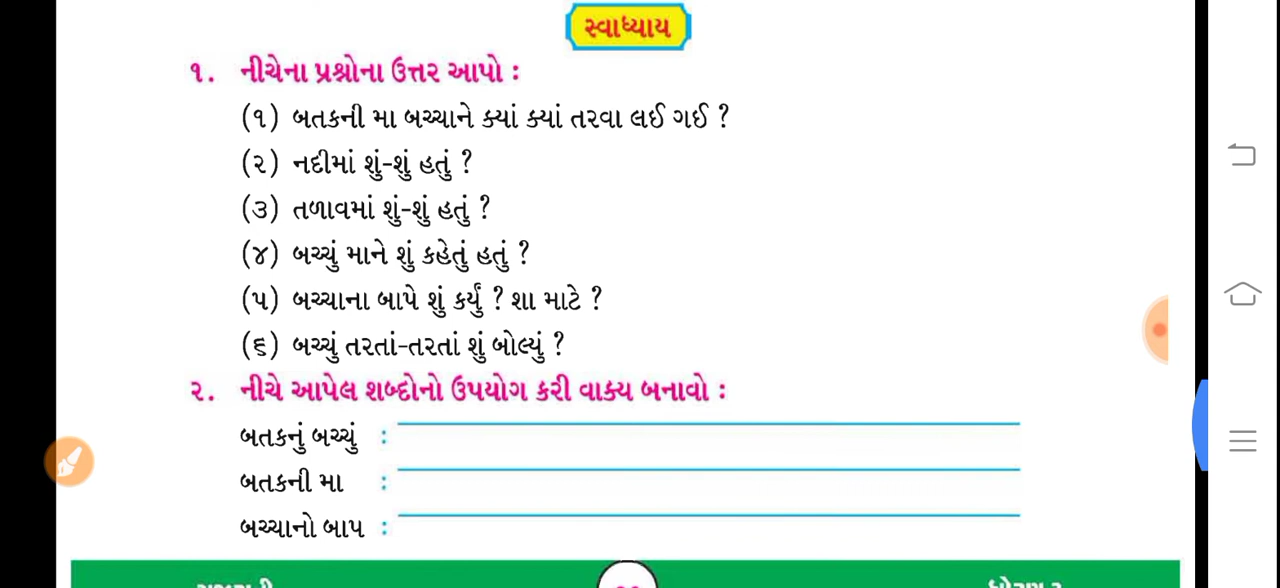 સ્વાધ્યાય
૧. નીચેના પ્રશ્નોના ઉત્તર આપો :
(૧) બતકની મા બચ્ચાને ક્યાં ક્યાં તરવા લઈ ગઈ ?
(૨) નદીમાં શું-શું હતું ?
(૩) તળાવમાં શું-શું હતું ?
(૪) બચ્ચું માને શું કહેતું હતું ?
(૫) બચ્ચાના બાપે શું કર્યું ? શા માટે ?
(૬) બચ્ચું તરતાં-તરતાં શું બોલ્યું ?
૨. નીચે આપેલ શબ્દોનો ઉપયોગ કરી વાક્ય બનાવો :
બતકનું બચ્ચું :
બતકની મા :
બચ્ચાનો બાપ :